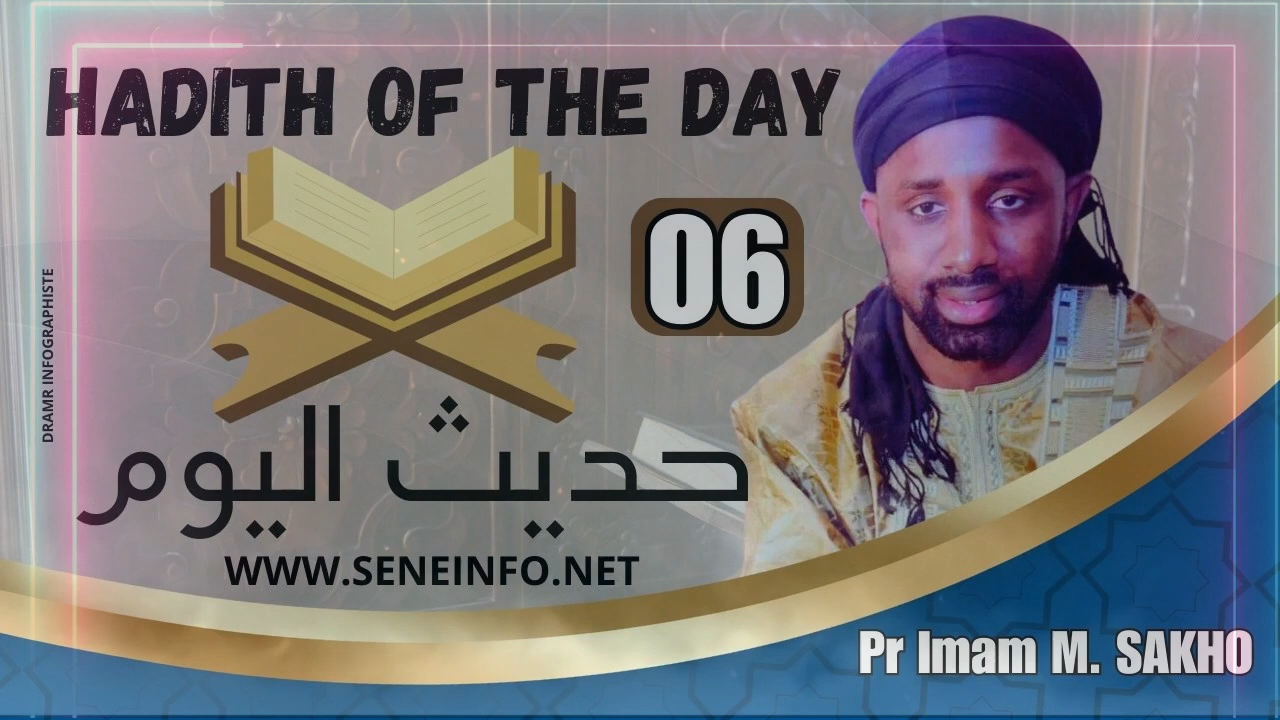 HADITH OF THE DAY
06
حديث اليوم
WWW.SENEINFO.NET
DRAMR INFOGRAPHISTE
Pr Imam M. SAKHO